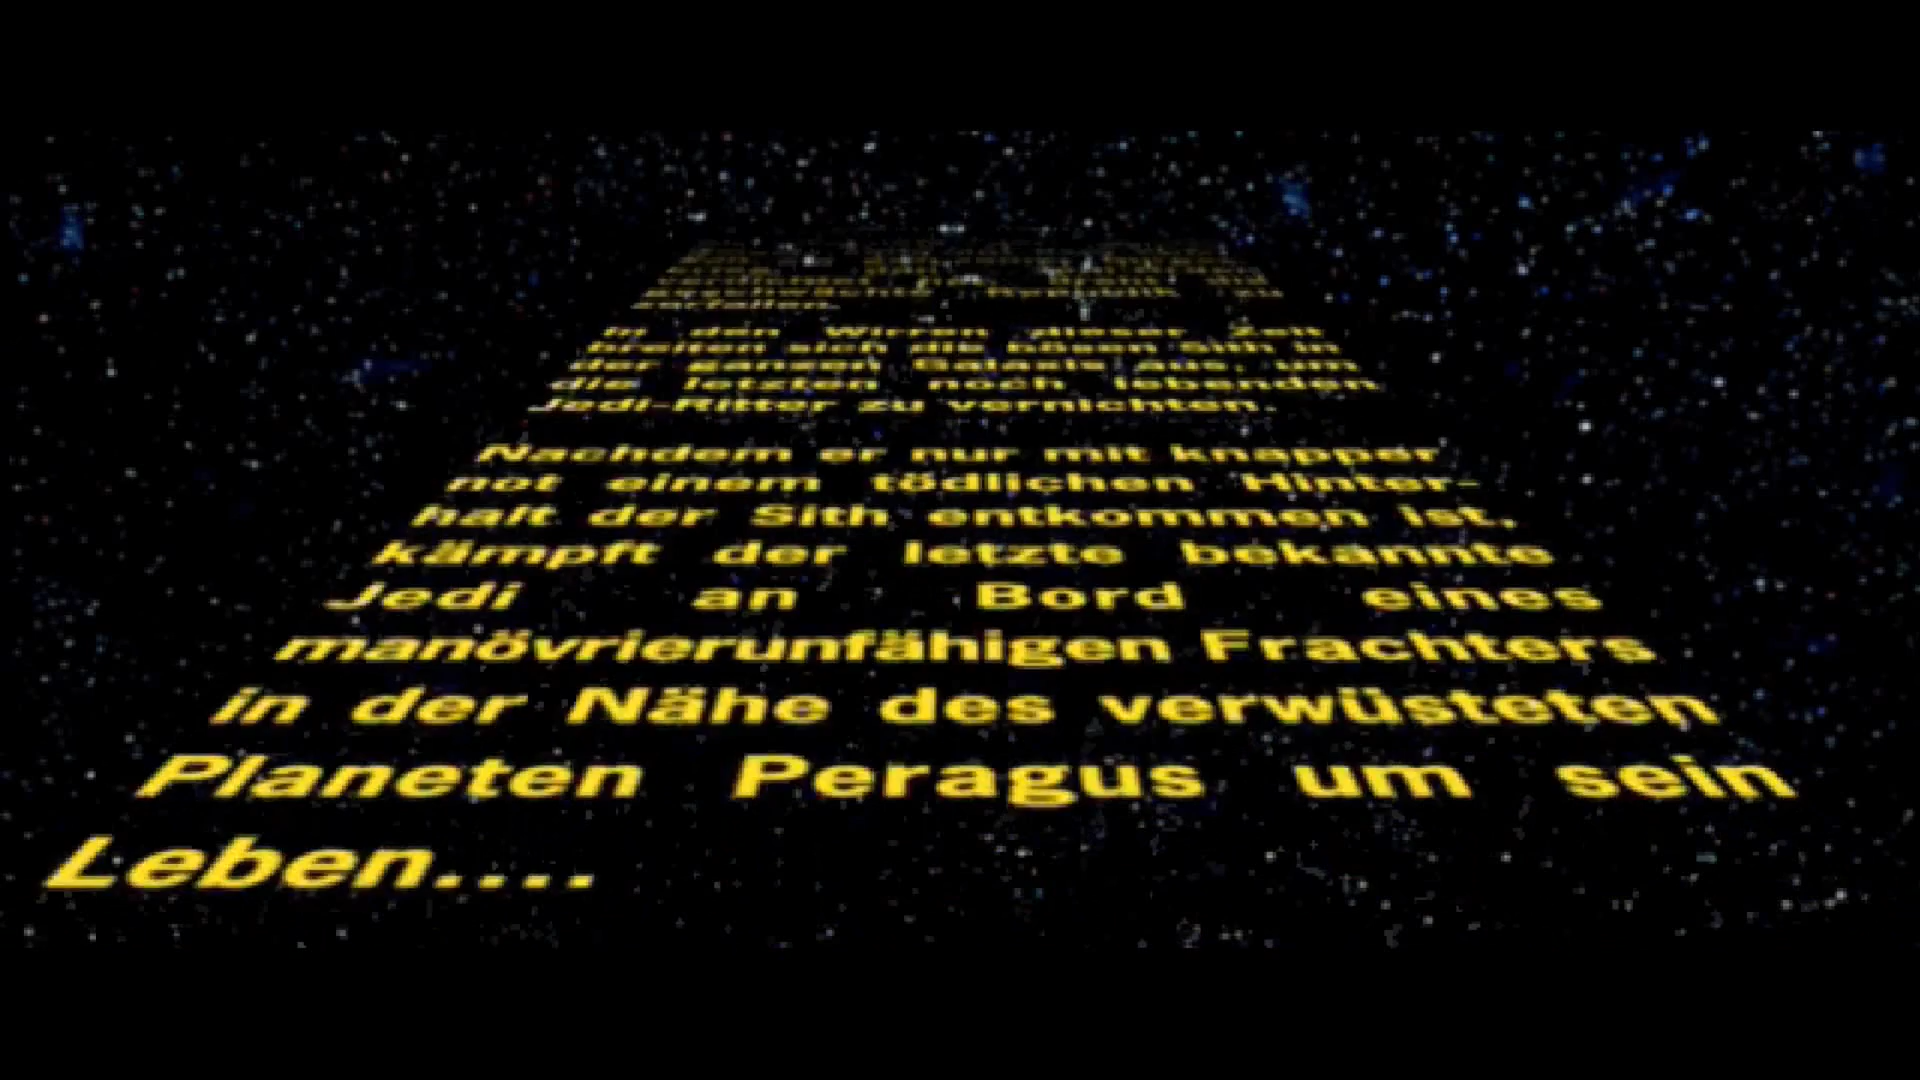 Republik zu
zerfallen.
In den Wirren dieser Zeit
breiten sich die bösen Sith in
der ganzen Galaxis aus, um
die letzten noch lebenden
Jedi-Ritter zu vernichten.
Nachdem er nur mit knapper
not einem tödlichen Hinter-
halt der Sith entkommen ist,
kämpft der letzte bekannte
Jedi an Bord eines
manövrierunfähigen Frachters
in der Nähe des verwüsteten
Planeten Peragus um sein
Leben....